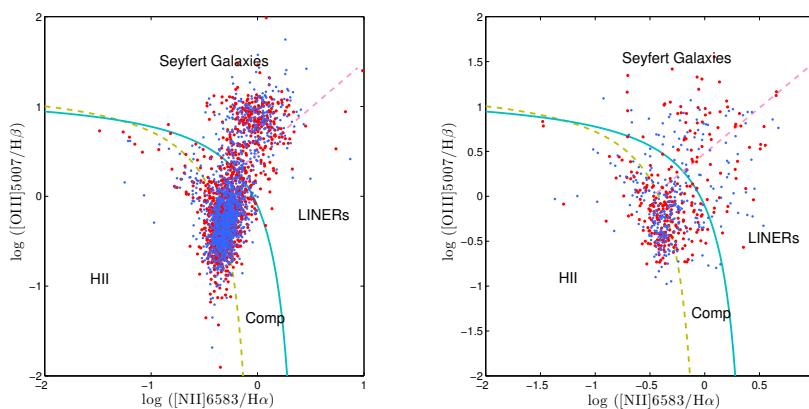 2
1
0
−1
−2
−2
−1
0
1
log ([OIII]5007/Hβ)
log ([NII]6583/Hα)
Seyfert Galaxies
LINERs
HII
Comp
2
1.5
1
0.5
0
−0.5
−1
−1.5
−2
−2
−1.5
−1
−0.5
0
0.5
log ([OIII]5007/Hβ)
log ([NII]6583/Hα)
Seyfert Galaxies
LINERs
HII
Comp